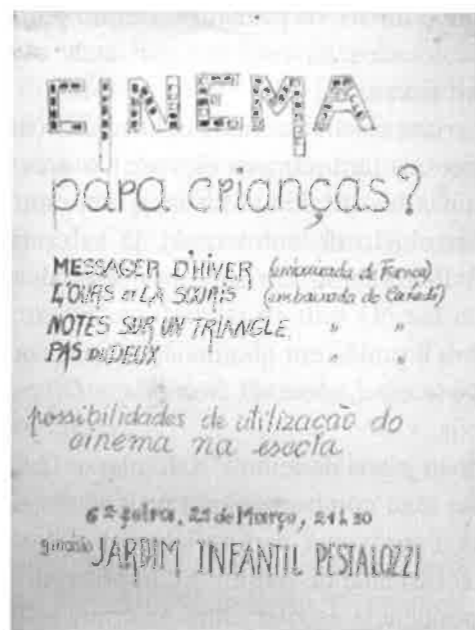 CINEMA
para crianças?
MESSAGER D'HIVER (embaixada de França)
L'OURS et LA SOURIS (embaixada do Canadá)
NOTES SUR UN TRIANGLE " "
PAS DE DEUX " "
possibilidades de utilização do
cinema na escola
6ª feira, de Março, 21h30
ginásio JARDIM INFANTIL PESTALOZZI